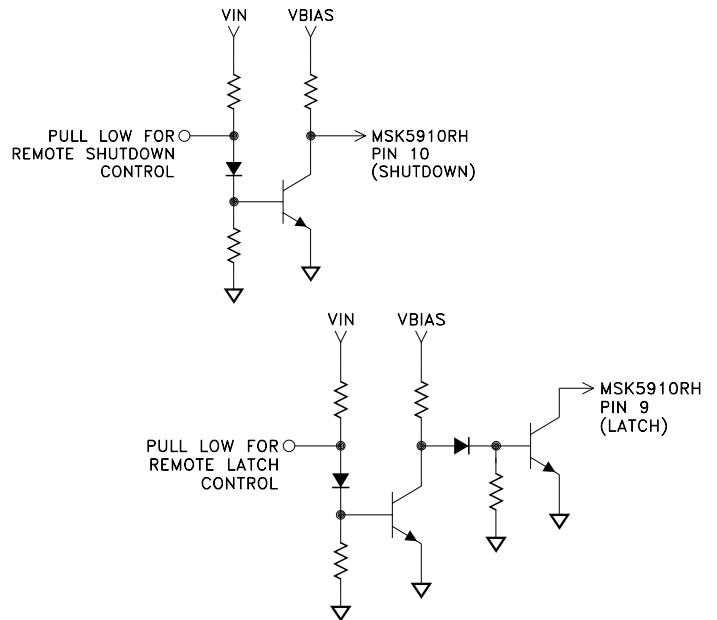 VIN
VBIAS
PULL LOW FOR
REMOTE SHUTDOWN
CONTROL
MSK5910RH
PIN 10
(SHUTDOWN)
VIN
VBIAS
PULL LOW FOR
REMOTE LATCH
CONTROL
MSK5910RH
PIN 9
(LATCH)